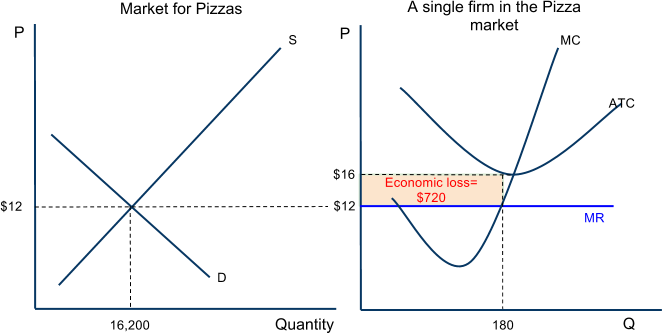 Market for Pizzas
P
S
$12
D
16,200
Quantity
A single firm in the Pizza
market
P
MC
ATC
$16
Economic loss=
$720
$12
MR
180
Q